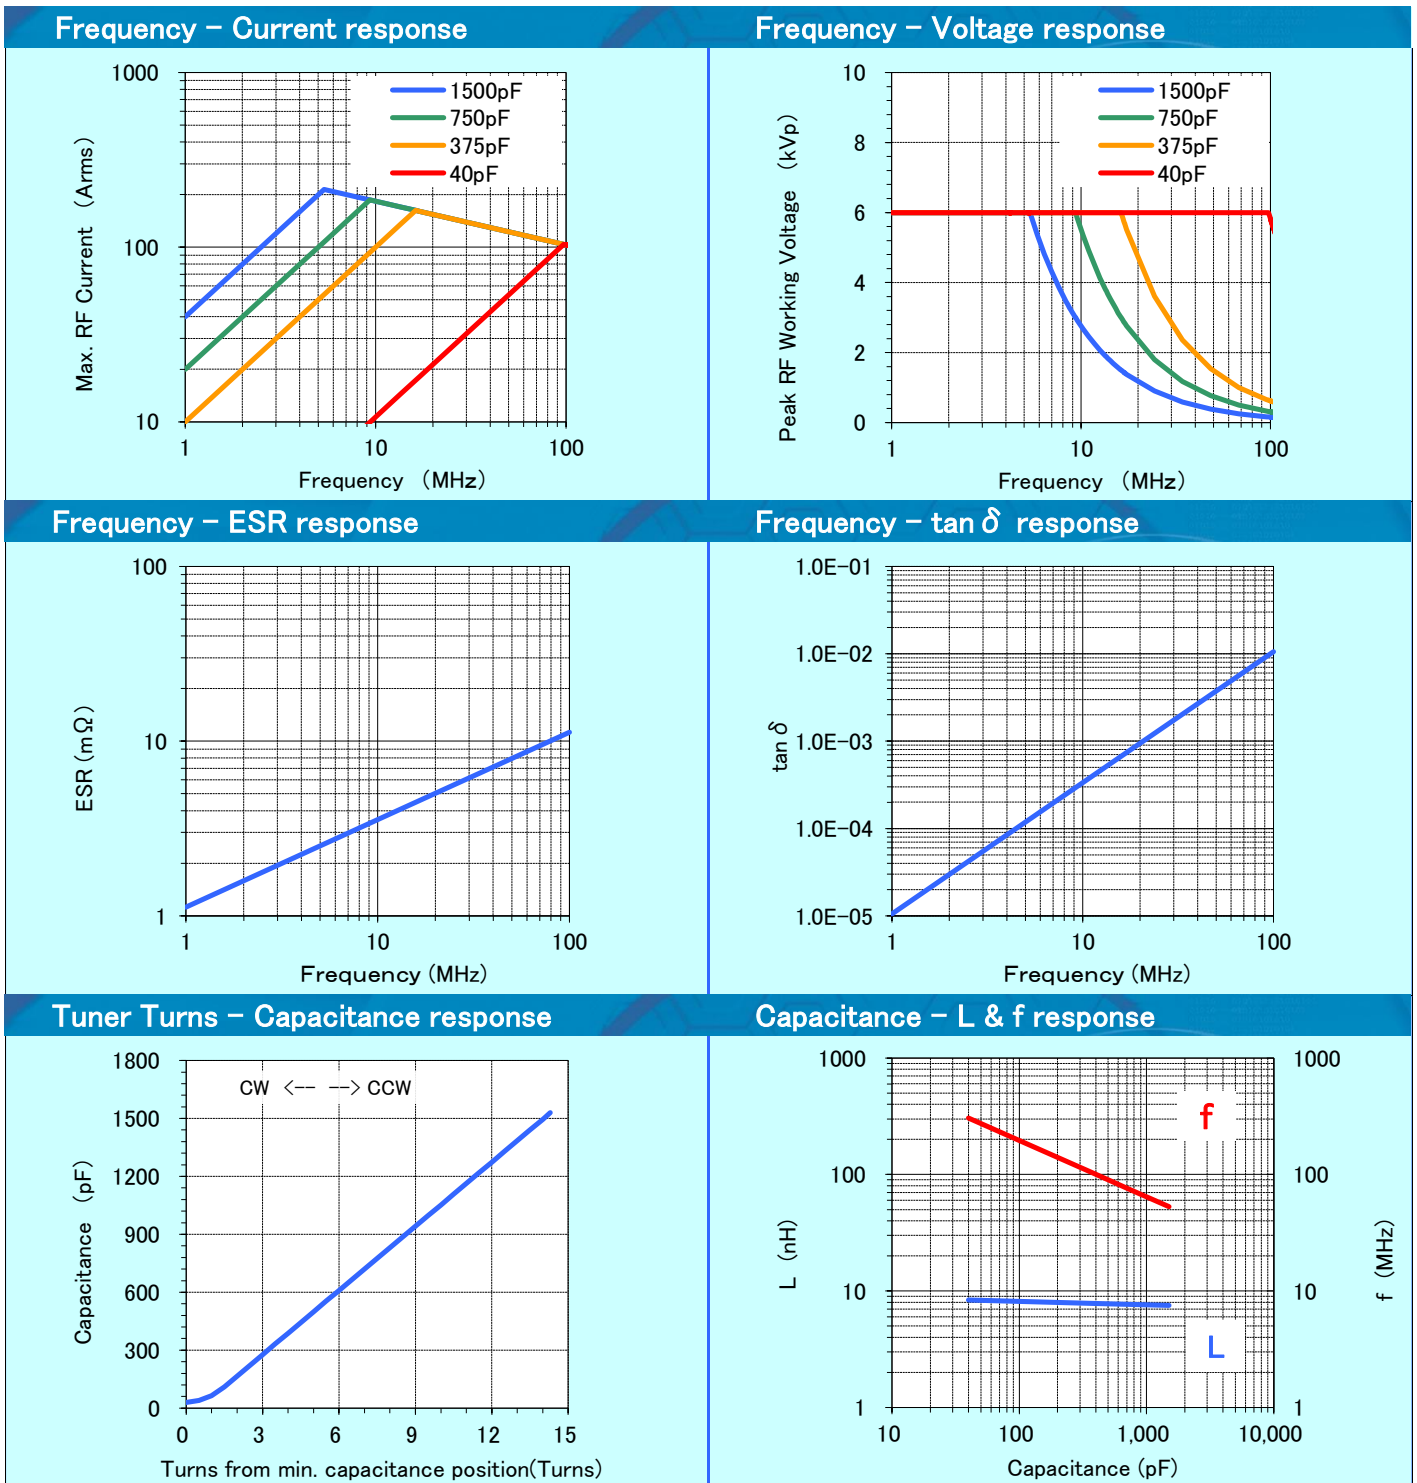 Frequency - Current response
1000
100
10
1
10
100
Max. RF Current (Arms)
Frequency (MHz)
1500pF
750pF
375pF
40pF
Frequency - Voltage response
10
8
6
4
2
0
1
10
100
Peak RF Working Voltage (kVp)
Frequency (MHz)
1500pF
750pF
375pF
40pF
Frequency - ESR response
100
10
1
1
10
100
ESR (mΩ)
Frequency (MHz)
Frequency - tan δ response
1.0E-01
1.0E-02
1.0E-03
1.0E-04
1.0E-05
1
10
100
tan δ
Frequency (MHz)
Tuner Turns - Capacitance response
1800
1500
1200
900
600
300
0
0
3
6
9
12
15
CW <-- --> CCW
Capacitance (pF)
Turns from min. capacitance position(Turns)
Capacitance - L & f response
1000
100
10
1
1000
100
10
1
10
100
1,000
10,000
f
L
L (nH)
f (MHz)
Capacitance (pF)